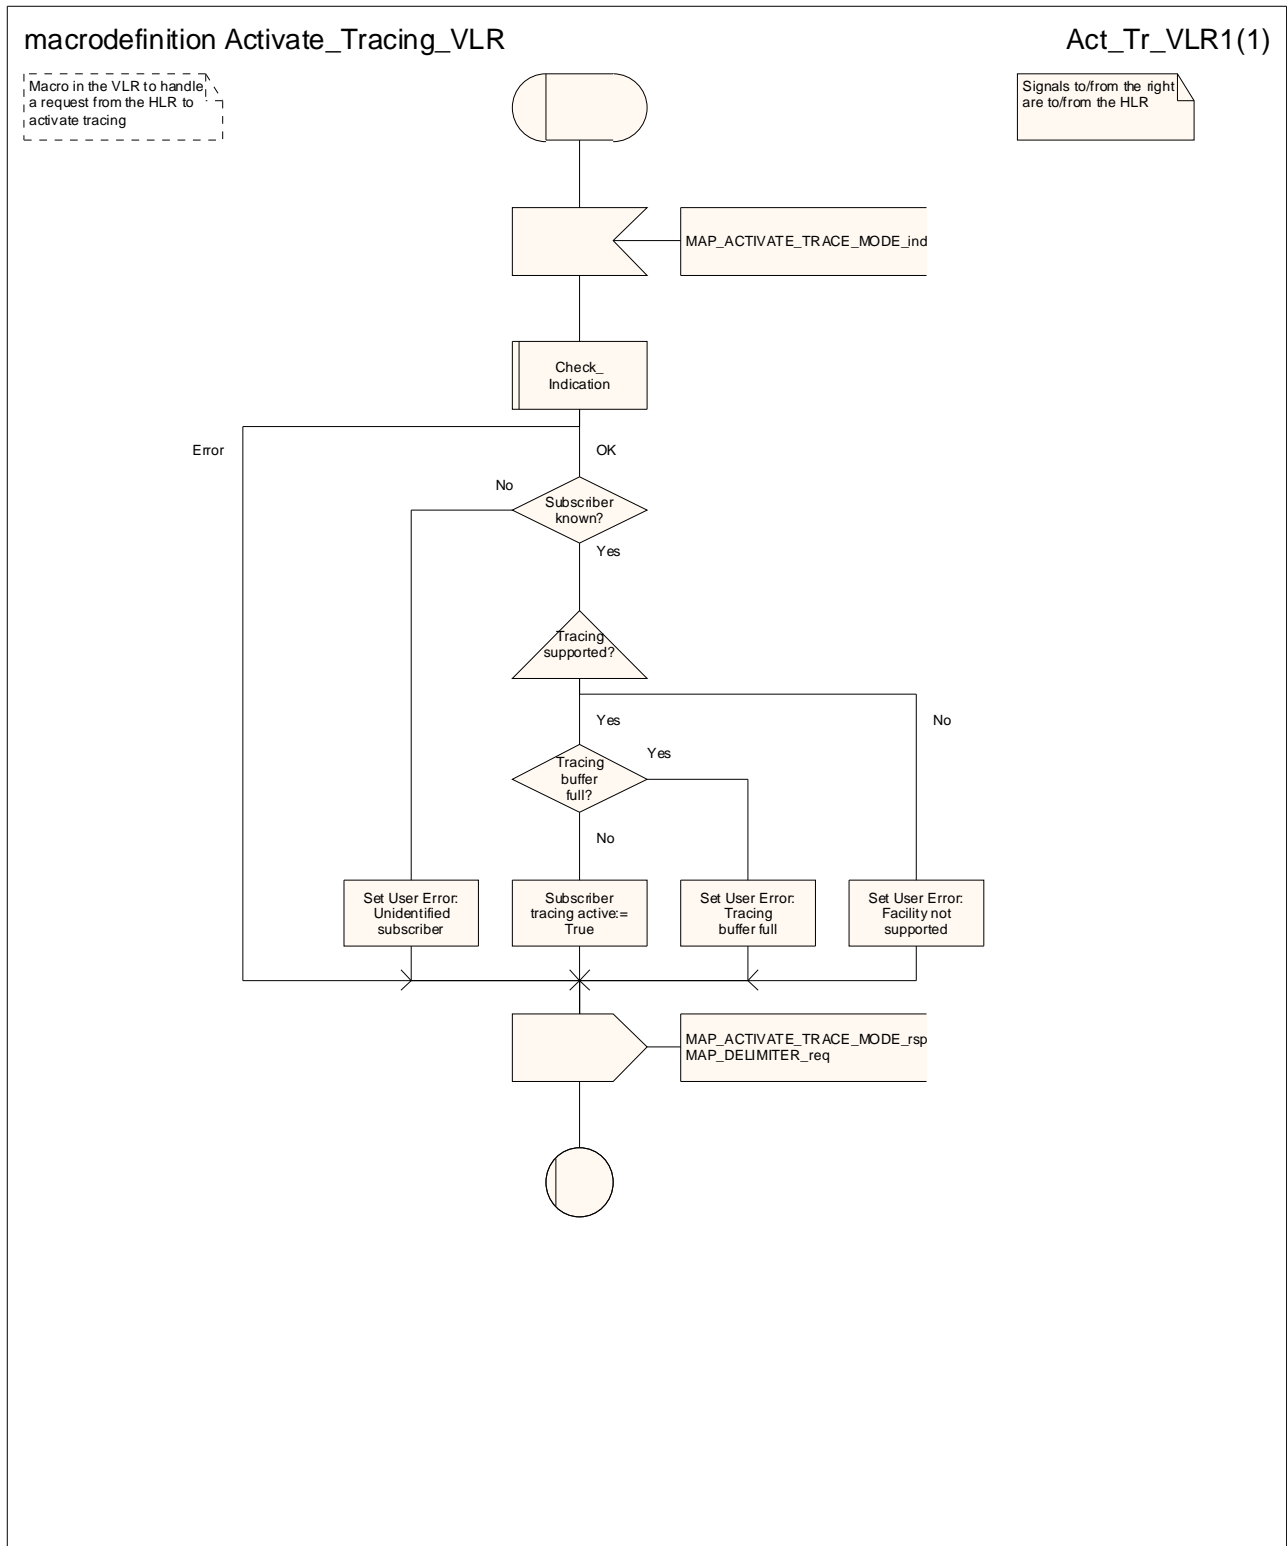 macrodefinition Activate_Tracing_VLR
Act_Tr_VLR1(1)
Macro in the VLR to handle
a request from the HLR to
activate tracing
Signals to/from the right
are to/from the HLR
MAP_ACTIVATE_TRACE_MODE_ind
Check_
Indication
Error
OK
No
Subscriber
known?
Yes
Tracing
supported?
Yes
No
Yes
Tracing
buffer
full?
No
Set User Error:
Unidentified
subscriber
Subscriber
tracing active:=
True
Set User Error:
Tracing
buffer full
Set User Error:
Facility not
supported
MAP_ACTIVATE_TRACE_MODE_rsp
MAP_DELIMITER_req